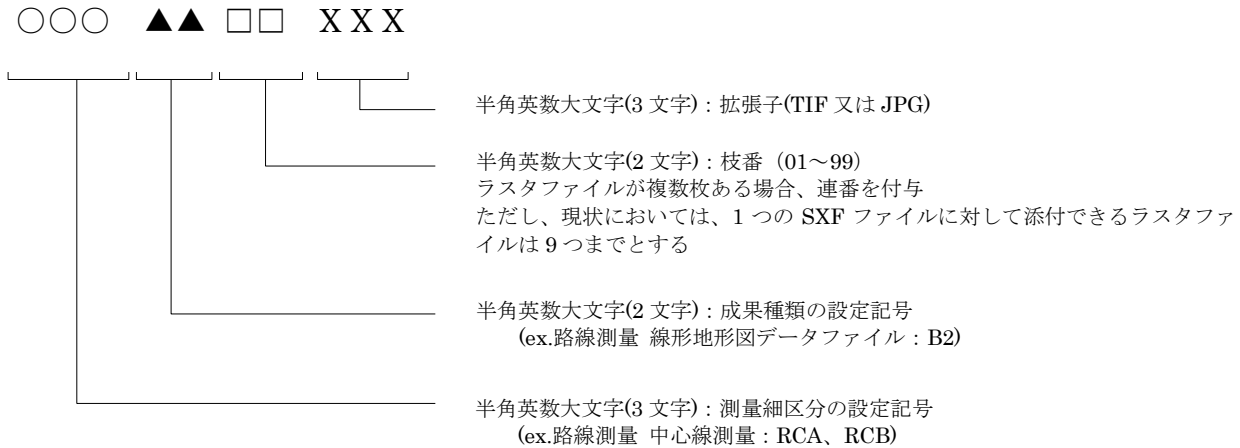 ○○○ ▲▲ □□ XXX
半角英数大文字(3 文字)：拡張子(TIF 又は JPG)
半角英数大文字(2 文字)：枝番（01～99）
ラスタファイルが複数枚ある場合、連番を付与
ただし、現状においては、1 つの SXF ファイルに対して添付できるラスタファ
イルは 9 つまでとする
半角英数大文字(2 文字)：成果種類の設定記号
(ex.路線測量 線形地形図データファイル：B2)
半角英数大文字(3 文字)：測量細区分の設定記号
(ex.路線測量 中心線測量：RCA、RCB)